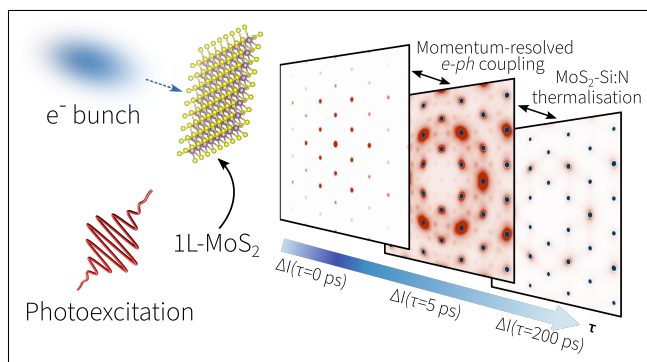 Momentum-resolved
e-ph coupling
MoS₂-Si:N
thermalisation
e⁻ bunch
1L-MoS₂
Photoexcitation
ΔI(τ=0 ps)
ΔI(τ=5 ps)
ΔI(τ=200 ps)
τ